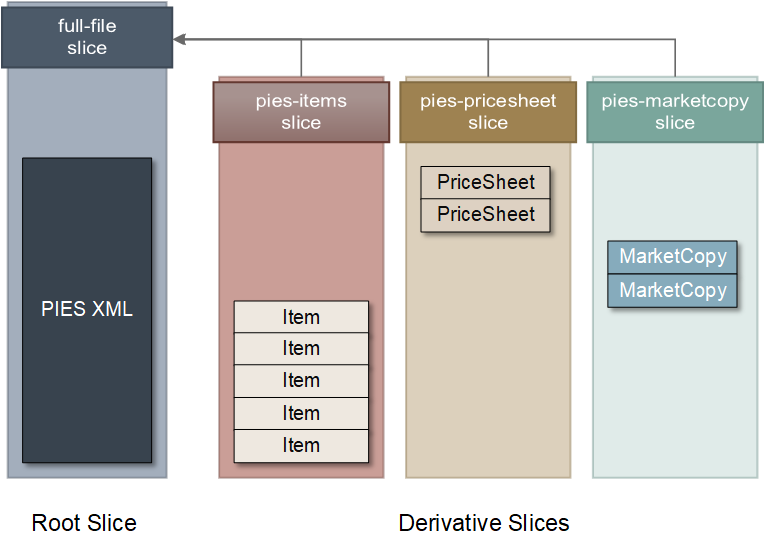 full-file
slice
pies-items
slice
pies-pricesheet
slice
pies-marketcopy
slice
PIES XML
Item
Item
Item
Item
Item
PriceSheet
PriceSheet
MarketCopy
MarketCopy
Root Slice
Derivative Slices